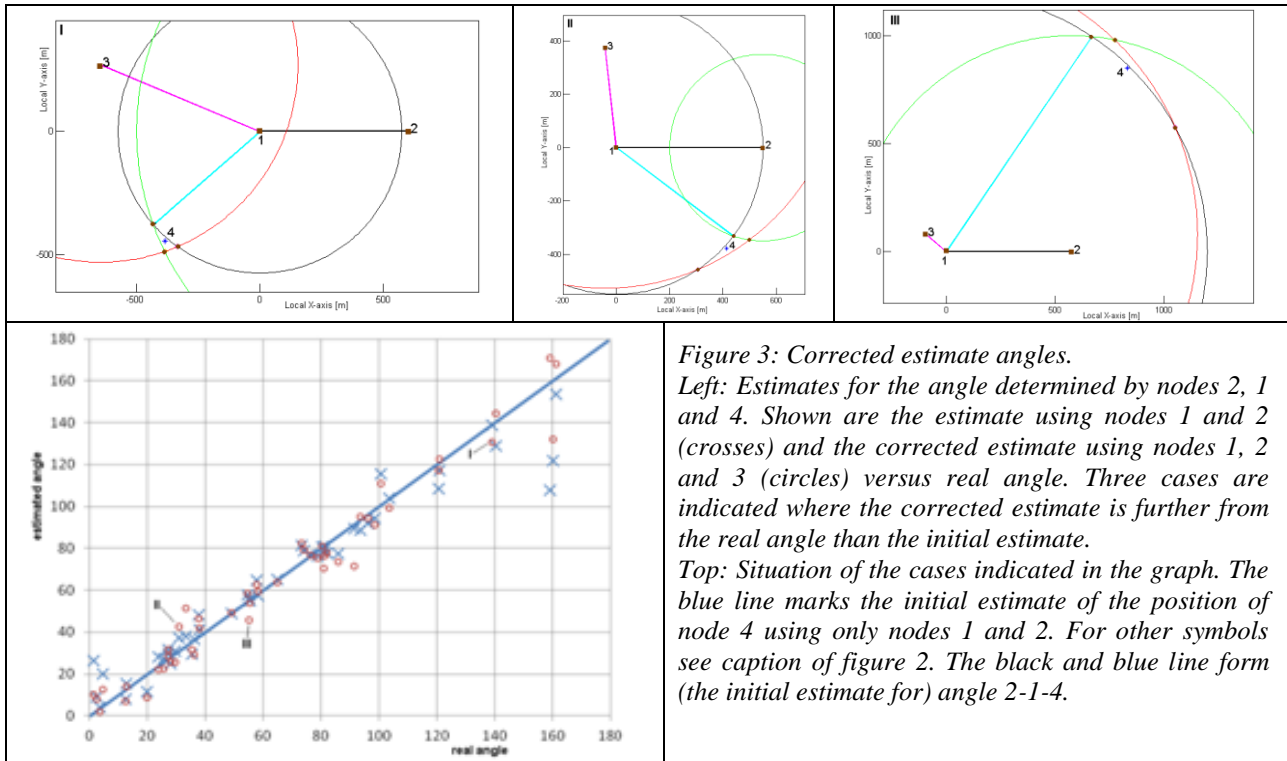 I
Local Y-axis [m]
0
-500
3
1
2
4
0
500
Local X-axis [m]
II
Local Y-axis [m]
400
200
0
-200
-400
3
1
2
4
-200
0
200
400
600
Local X-axis [m]
III
Local Y-axis [m]
1000
500
0
4
3
1
2
0
500
1000
Local X-axis [m]
estimated angle
180
160
140
120
100
80
60
40
20
0
I
II
III
0 20 40 60 80 100 120 140 160 180
real angle
Figure 3: Corrected estimate angles.
Left: Estimates for the angle determined by nodes 2, 1
and 4. Shown are the estimate using nodes 1 and 2
(crosses) and the corrected estimate using nodes 1, 2
and 3 (circles) versus real angle. Three cases are
indicated where the corrected estimate is further from
the real angle than the initial estimate.
Top: Situation of the cases indicated in the graph. The
blue line marks the initial estimate of the position of
node 4 using only nodes 1 and 2. For other symbols
see caption of figure 2. The black and blue line form
(the initial estimate for) angle 2-1-4.